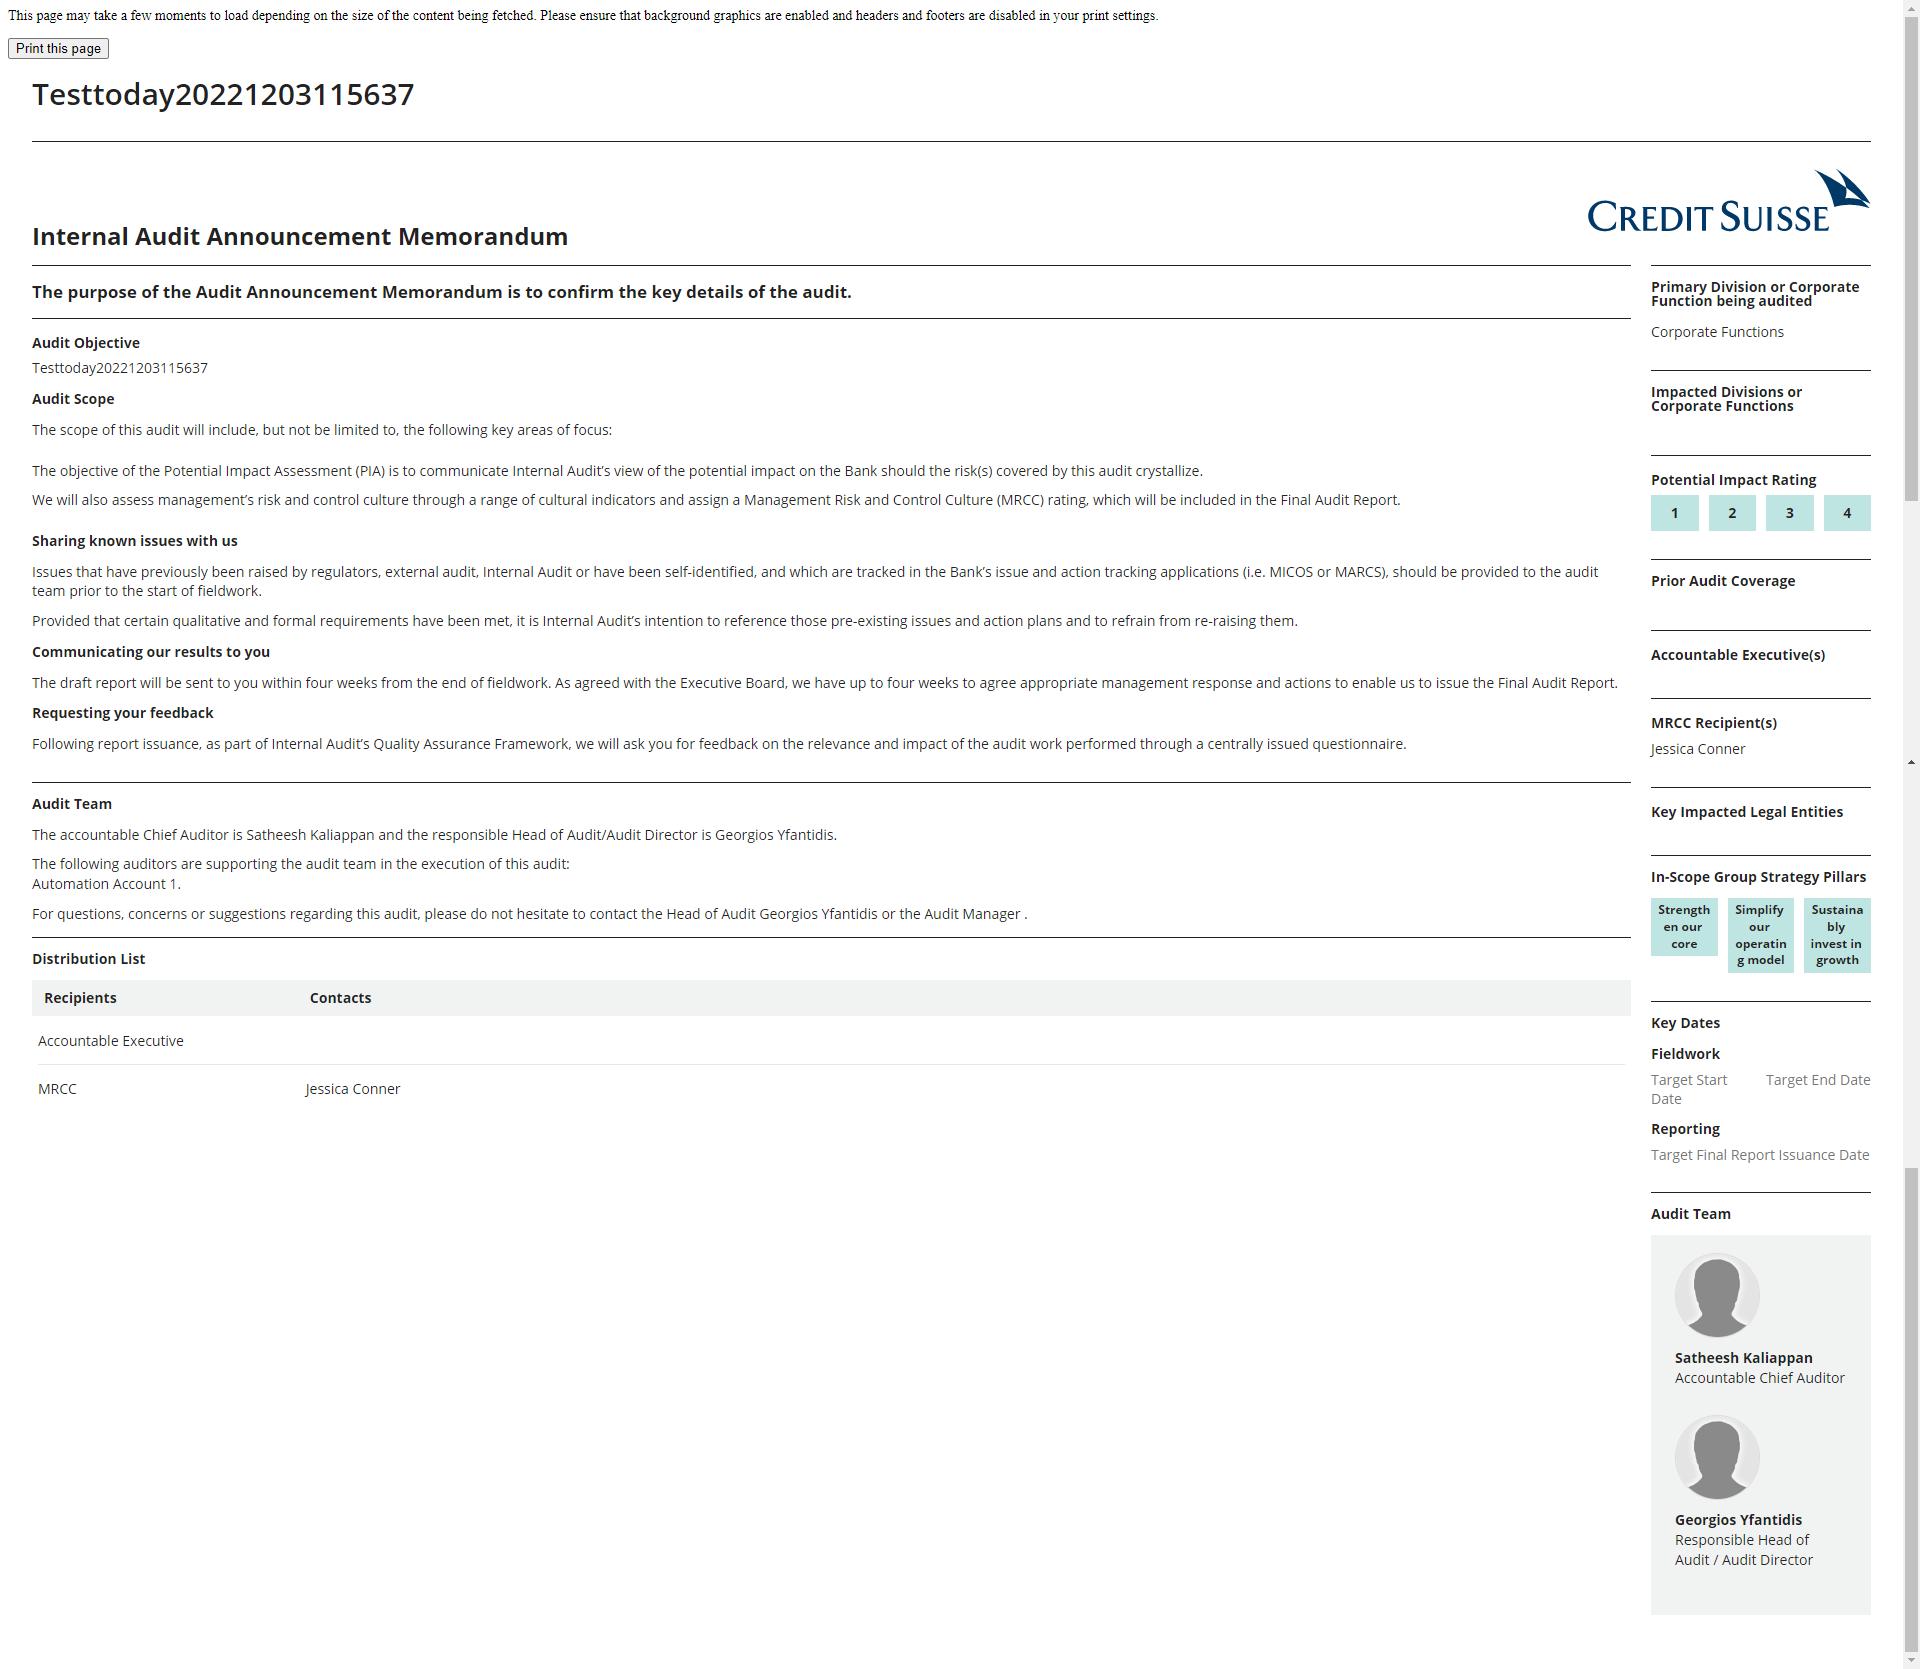 This page may take a few moments to load depending on the size of the content being fetched. Please ensure that background graphics are enabled and headers and footers are disabled in your print settings.
Print this page
Testtoday20221203115637
CREDIT SUISSE
Internal Audit Announcement Memorandum
The purpose of the Audit Announcement Memorandum is to confirm the key details of the audit.
Audit Objective
Testtoday20221203115637
Audit Scope
The scope of this audit will include, but not be limited to, the following key areas of focus:
The objective of the Potential Impact Assessment (PIA) is to communicate Internal Audit’s view of the potential impact on the Bank should the risk(s) covered by this audit crystallize.
We will also assess management’s risk and control culture through a range of cultural indicators and assign a Management Risk and Control Culture (MRCC) rating, which will be included in the Final Audit Report.
Sharing known issues with us
Issues that have previously been raised by regulators, external audit, Internal Audit or have been self-identified, and which are tracked in the Bank’s issue and action tracking applications (i.e. MICOS or MARCS), should be provided to the audit
team prior to the start of fieldwork.
Provided that certain qualitative and formal requirements have been met, it is Internal Audit’s intention to reference those pre-existing issues and action plans and to refrain from re-raising them.
Communicating our results to you
The draft report will be sent to you within four weeks from the end of fieldwork. As agreed with the Executive Board, we have up to four weeks to agree appropriate management response and actions to enable us to issue the Final Audit Report.
Requesting your feedback
Following report issuance, as part of Internal Audit’s Quality Assurance Framework, we will ask you for feedback on the relevance and impact of the audit work performed through a centrally issued questionnaire.
Audit Team
The accountable Chief Auditor is Satheesh Kaliappan and the responsible Head of Audit/Audit Director is Georgios Yfantidis.
The following auditors are supporting the audit team in the execution of this audit:
Automation Account 1.
For questions, concerns or suggestions regarding this audit, please do not hesitate to contact the Head of Audit Georgios Yfantidis or the Audit Manager .
Distribution List
Recipients Contacts
Accountable Executive
MRCC Jessica Conner
Primary Division or Corporate
Function being audited
Corporate Functions
Impacted Divisions or
Corporate Functions
Potential Impact Rating
1 2 3 4
Prior Audit Coverage
Accountable Executive(s)
MRCC Recipient(s)
Jessica Conner
Key Impacted Legal Entities
In-Scope Group Strategy Pillars
Strength
en our
core
Simplify
our
operatin
g model
Sustaina
bly
invest in
growth
Key Dates
Fieldwork
Target Start
Date
Target End Date
Reporting
Target Final Report Issuance Date
Audit Team
Satheesh Kaliappan
Accountable Chief Auditor
Georgios Yfantidis
Responsible Head of
Audit / Audit Director